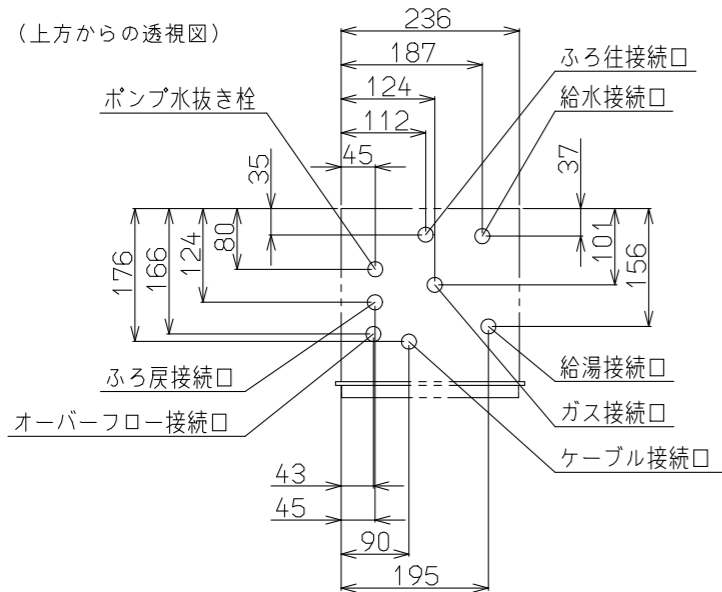 (上方からの透視図)
236
187
ふろ往接続口
124
給水接続口
ポンプ水抜き栓
112
45
35
37
80
124
166
176
101
156
ふろ戻接続口
給湯接続口
オーバーフロー接続口
ガス接続口
ケーブル接続口
43
45
90
195